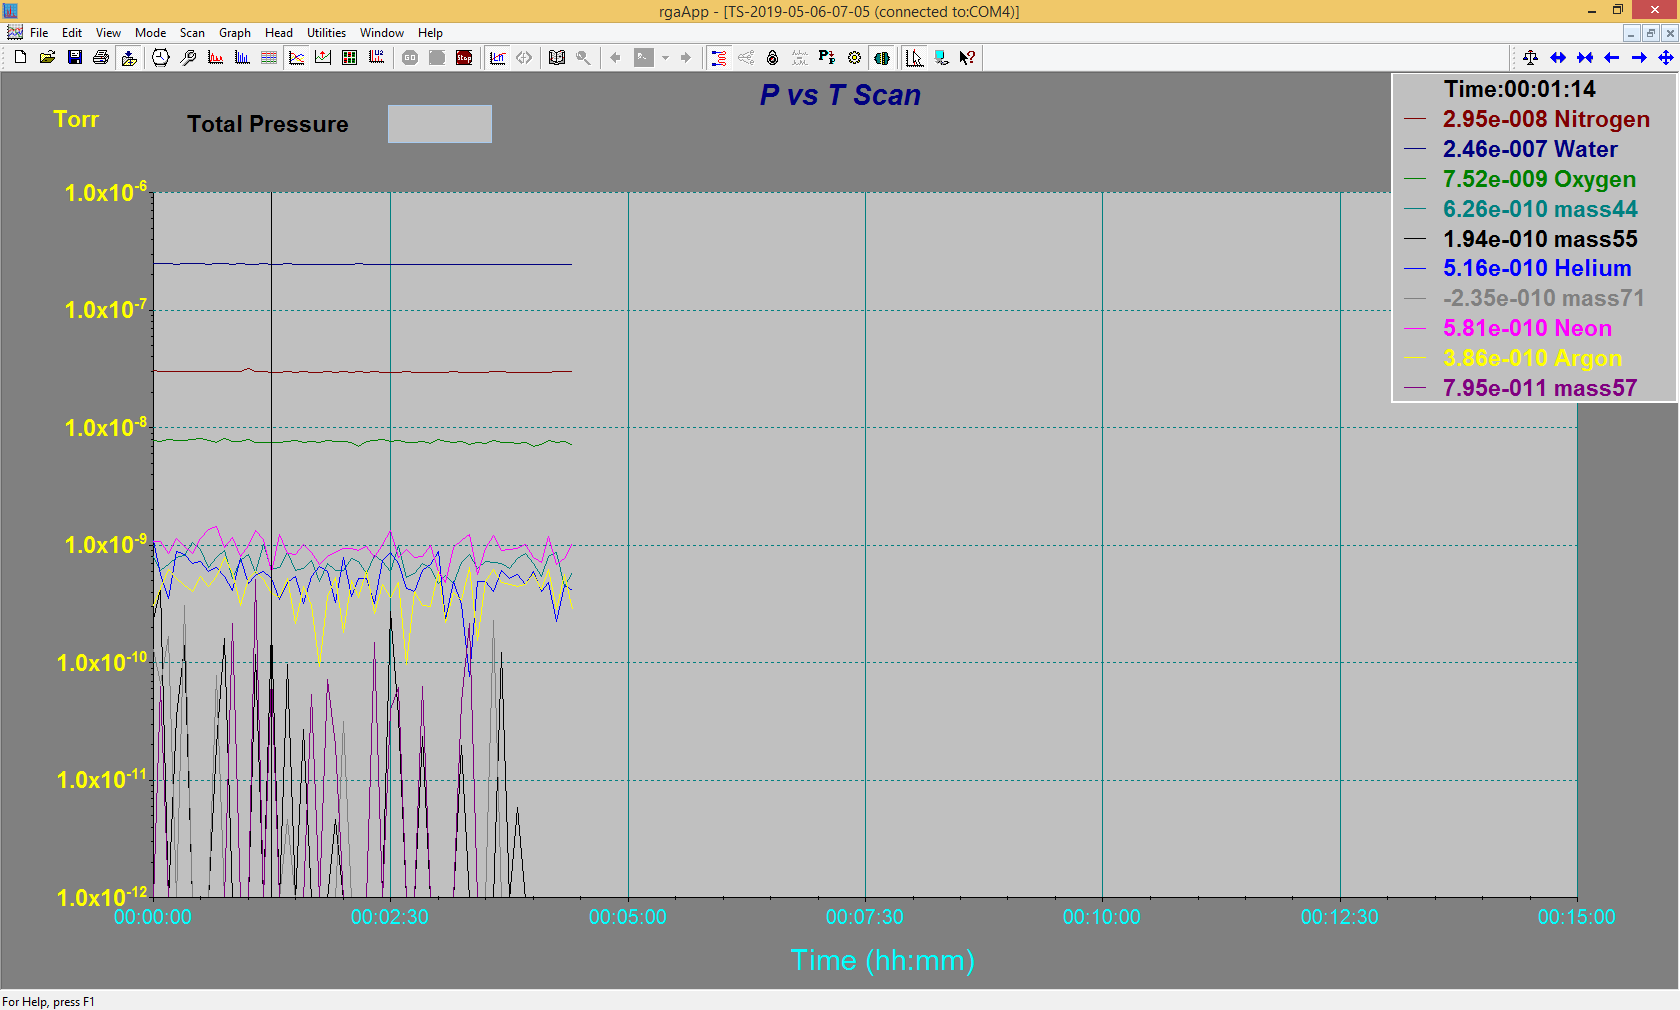 rgaApp - [TS-2019-05-06-07-05 (connected to:COM4)]
File Edit View Mode Scan Graph Head Utilities Window Help
GO Stop
P vs T Scan
Torr
Total Pressure
Time:00:01:14
2.95e-008 Nitrogen
2.46e-007 Water
7.52e-009 Oxygen
6.26e-010 mass44
1.94e-010 mass55
5.16e-010 Helium
-2.35e-010 mass71
5.81e-010 Neon
3.86e-010 Argon
7.95e-011 mass57
1.0x10-6
1.0x10-7
1.0x10-8
1.0x10-9
1.0x10-10
1.0x10-11
1.0x10-12
00:00:00 00:02:30 00:05:00 00:07:30 00:10:00 00:12:30 00:15:00
Time (hh:mm)
For Help, press F1